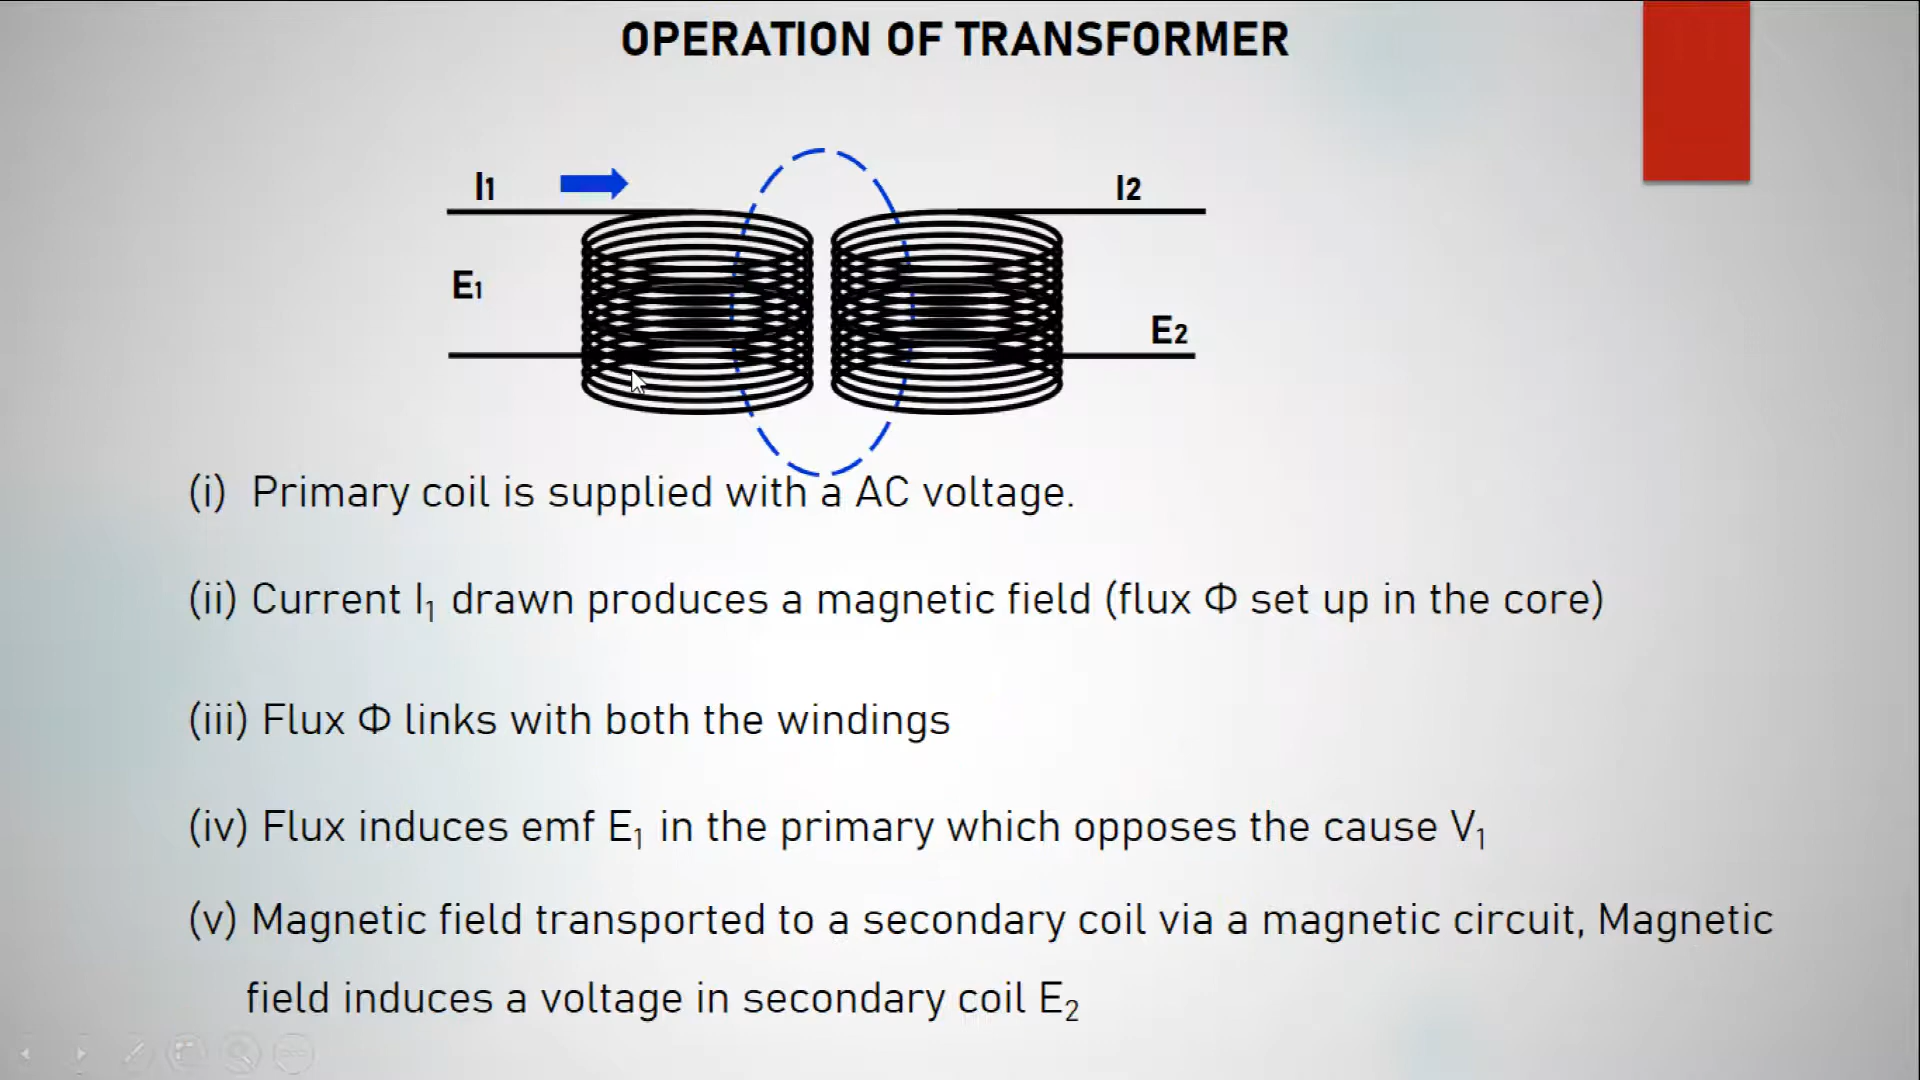 OPERATION OF TRANSFORMER
I1
I2
E1
E2
(i) Primary coil is supplied with a AC voltage.
(ii) Current I₁ drawn produces a magnetic field (flux Φ set up in the core)
(iii) Flux Φ links with both the windings
(iv) Flux induces emf E₁ in the primary which opposes the cause V₁
(v) Magnetic field transported to a secondary coil via a magnetic circuit, Magnetic
field induces a voltage in secondary coil E₂